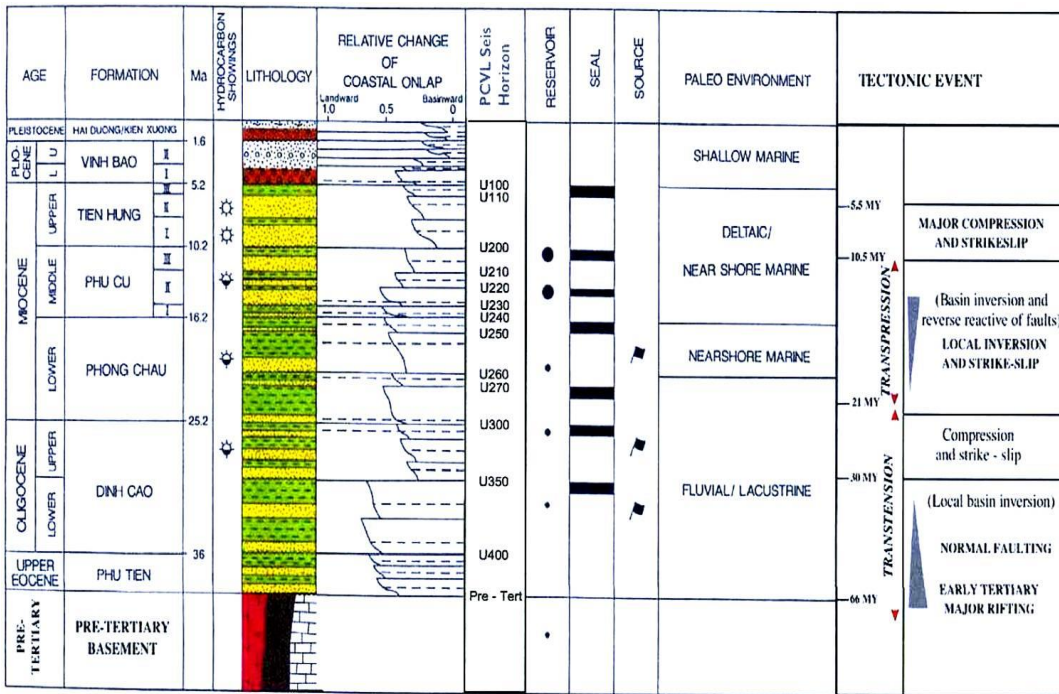 AGE
FORMATION
Ma
HYDROCARBON
SHOWINGS
LITHOLOGY
RELATIVE CHANGE
OF
COASTAL ONLAP
Landward
Basinward
1.0
0.5
0
PCVL Seis
Horizon
RESERVOIR
SEAL
SOURCE
PALEO ENVIRONMENT
TECTONIC EVENT
PLEISTOCENE
HAI DUONG/KIEN XUONG
1.6
PLIO-
CENE
U
L
VINH BAO
II
I
5.2
MIOCENE
UPPER
TIEN HUNG
III
II
I
10.2
MIDDLE
PHU CU
III
II
I
16.2
LOWER
PHONG CHAU
25.2
OLIGOCENE
UPPER
LOWER
DINH CAO
36
UPPER
EOCENE
PHU TIEN
PRE-
TERTIARY
PRE-TERTIARY
BASEMENT
U100
U110
U200
U210
U220
U230
U240
U250
U260
U270
U300
U350
U400
Pre - Tert
SHALLOW MARINE
DELTAIC/
NEAR SHORE MARINE
NEARSHORE MARINE
FLUVIAL/ LACUSTRINE
5.5 MY
10.5 MY
21 MY
30 MY
66 MY
TRANSPRESSION
TRANSTENSION
MAJOR COMPRESSION
AND STRIKESLIP
(Basin inversion and
reverse reactive of faults)
LOCAL INVERSION
AND STRIKE-SLIP
Compression
and strike - slip
(Local basin inversion)
NORMAL FAULTING
EARLY TERTIARY
MAJOR RIFTING